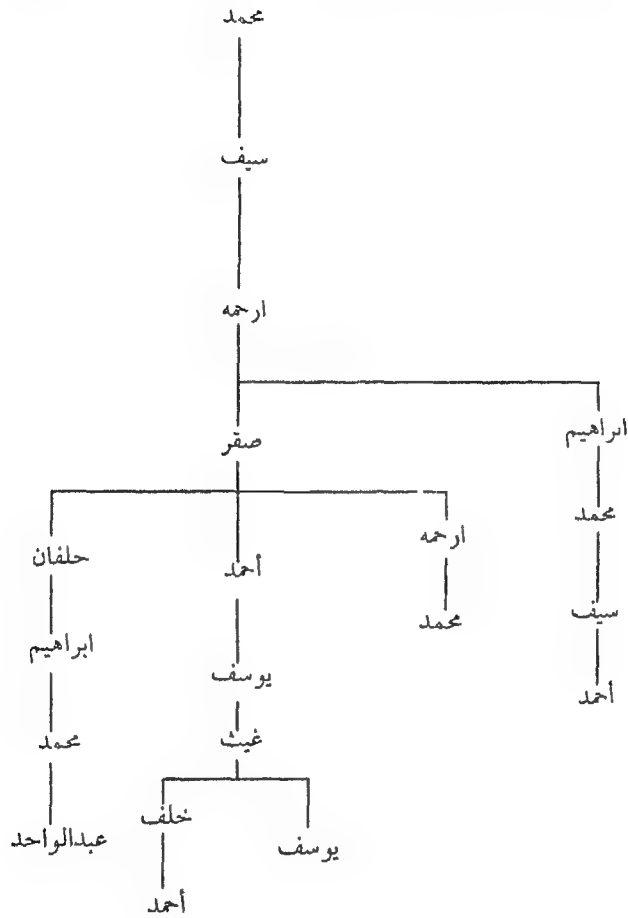 محمد
سيف
ارحمه
صقر
ابراهيم
محمد
سيف
أحمد
ارحمه
محمد
أحمد
يوسف
غيث
يوسف
خلف
أحمد
حلفان
ابراهيم
محمد
عبدالواحد